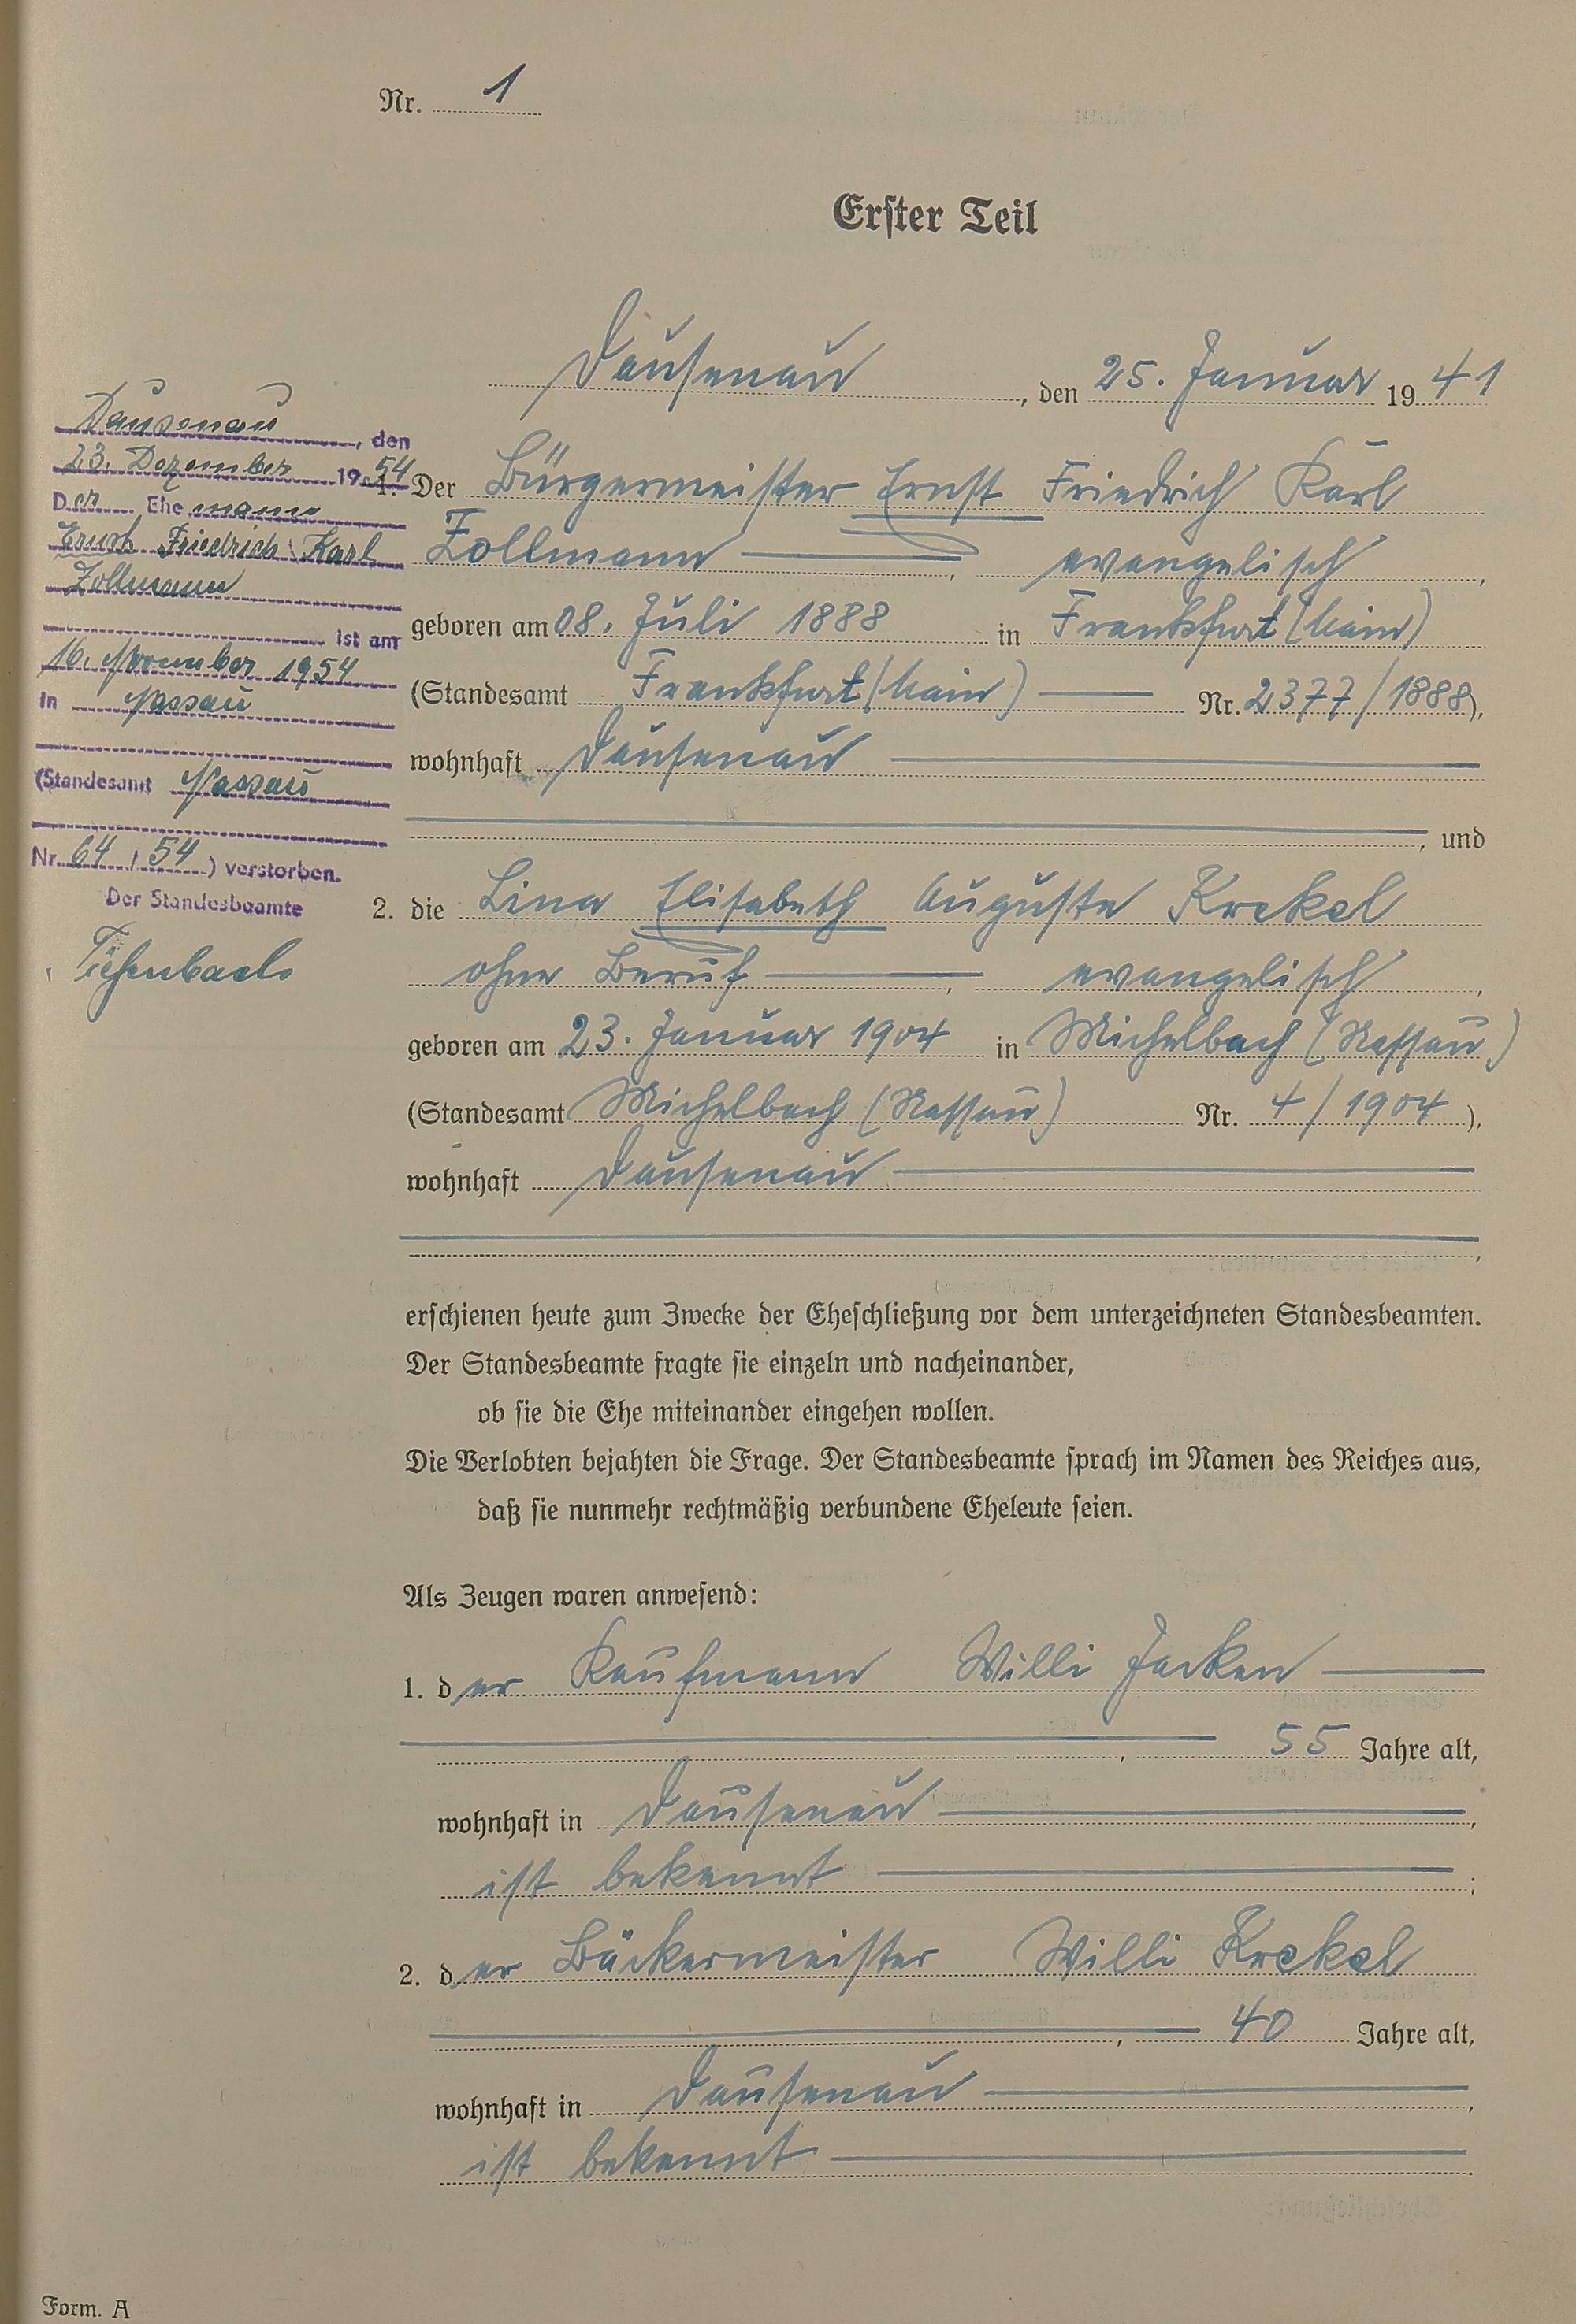 Nr. 1
Erster Teil
Dausenau, den 25. Januar 1941
Dausenau, den
23. Dezember 1954
Der Ehemann
Ernst Friedrich Karl
Zollmann
ist am
16. November 1954
in Nassau
(Standesamt Nassau
Nr. 64 / 54) verstorben.
Der Standesbeamte
1. Der Bürgermeister Ernst Friedrich Karl
Zollmann, evangelisch,
geboren am 08. Juli 1888 in Frankfurt (Main)
(Standesamt Frankfurt (Main) Nr. 2377/1888),
wohnhaft Dausenau
, und
2. die Lina Elisabeth Auguste Krekel
ohne Beruf, evangelisch,
geboren am 23. Januar 1904 in Michelbach (Nassau)
(Standesamt Michelbach (Nassau) Nr. 4/1904),
wohnhaft Dausenau
,
erschienen heute zum Zwecke der Eheschließung vor dem unterzeichneten Standesbeamten.
Der Standesbeamte fragte sie einzeln und nacheinander,
ob sie die Ehe miteinander eingehen wollen.
Die Verlobten bejahten die Frage. Der Standesbeamte sprach im Namen des Reiches aus,
daß sie nunmehr rechtmäßig verbundene Eheleute seien.
Als Zeugen waren anwesend:
1. der Kaufmann Willi
, 55 Jahre alt,
wohnhaft in Dausenau,
ist bekannt;
2. der Bäckermeister Willi Krekel
, 40 Jahre alt,
wohnhaft in Dausenau,
ist bekannt.
Form. A